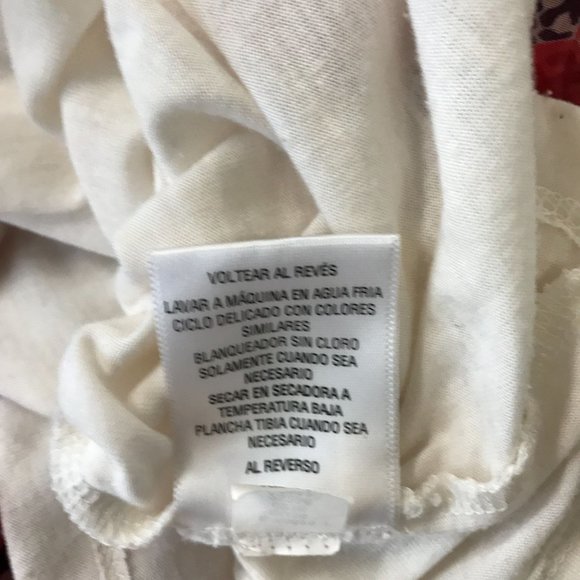 VOLTEAR AL REVÉS
LAVAR A MÁQUINA EN AGUA FRIA
CICLO DELICADO CON COLORES
SIMILARES
BLANQUEADOR SIN CLORO
SOLAMENTE CUANDO SEA
NECESARIO
SECAR EN SECADORA A
TEMPERATURA BAJA
PLANCHA TIBIA CUANDO SEA
NECESARIO
AL REVERSO